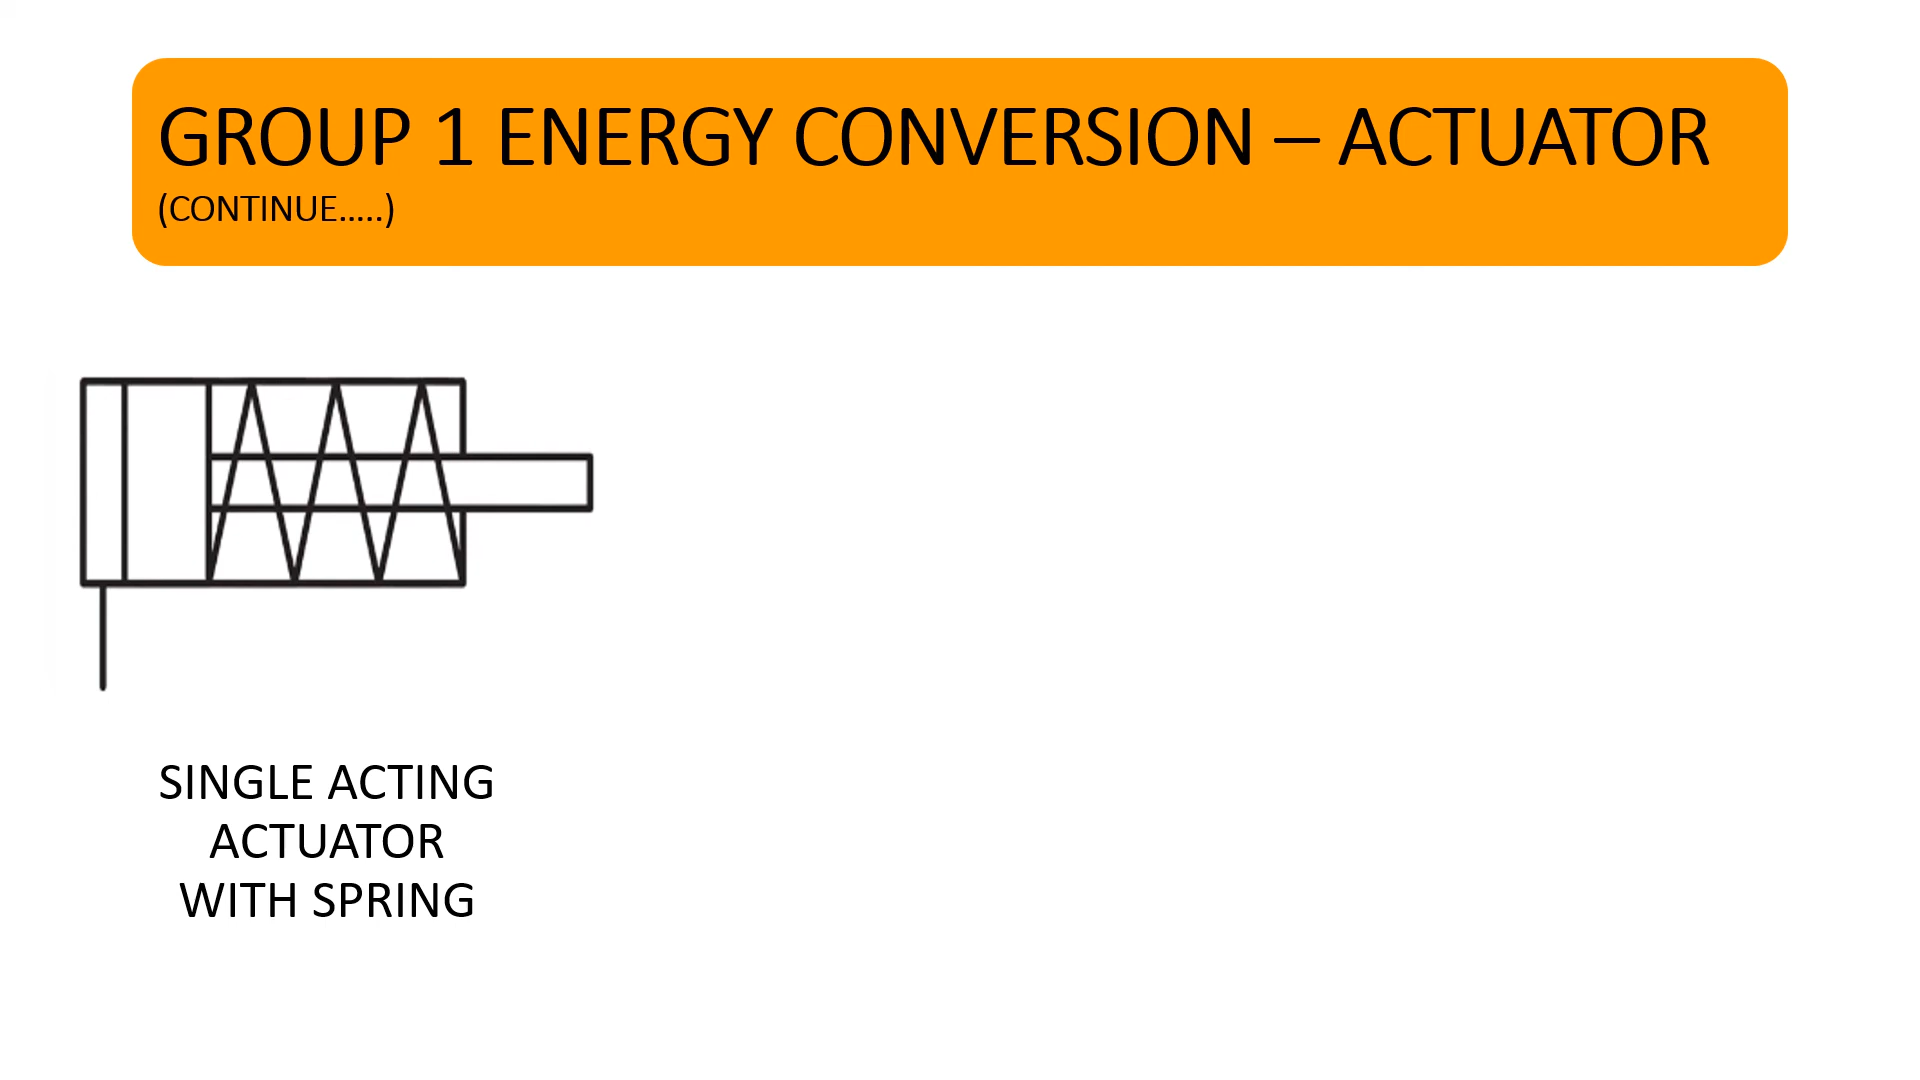 GROUP 1 ENERGY CONVERSION – ACTUATOR
(CONTINUE.....)
SINGLE ACTING
ACTUATOR
WITH SPRING